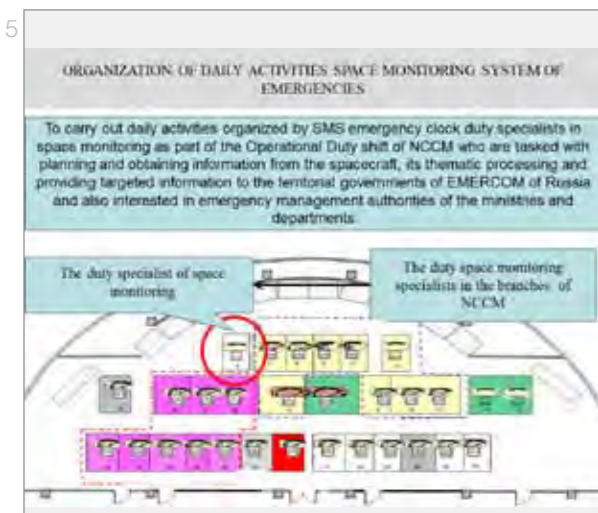 5
ORGANIZATION OF DAILY ACTIVITIES SPACE MONITORING SYSTEM OF
EMERGENCIES
To carry out daily activities organized by SMS emergency clock duty specialists in
space monitoring as part of the Operational Duty shift of NCCM who are tasked with
planning and obtaining information from the spacecraft, its thematic processing and
providing targeted information to the territorial governments of EMERCOM of Russia
and also interested in emergency management authorities of the ministries and
departments
The duty specialist of space
monitoring
The duty space monitoring
specialists in the branches of
NCCM